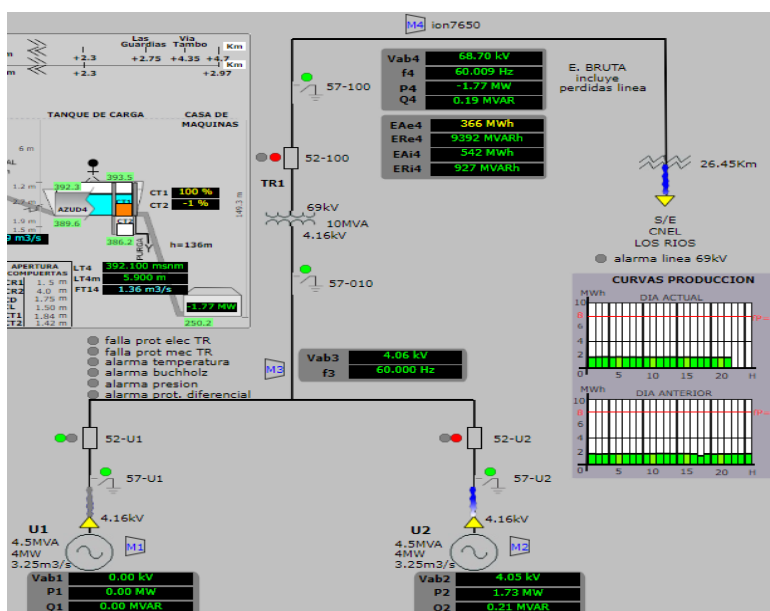 M4 ion7650
Las Guardias
Via Tambo
Km
+2.3 +2.75 +4.35 +4.7
+2.3 +2.97
Km
TANQUE DE CARGA
CASA DE MAQUINAS
6 m
1.2 m
1.9 m
1.5 m
392.3
393.5
AZUD4
389.6
386.2
CT1
CT2
PURGA
CT1 100 %
CT2 -1 %
149.3 m
h=136m
m3/s
APERTURA COMPUERTAS
CR1 1. 5 m
CR2 4.0 m
1.75 m
1.50 m
CT1 1.84 m
CT2 1.42 m
LT4 392.100 msnm
LT4m 5.900 m
FT14 1.36 m3/s
-1.77 MW
250.2
57-100
52-100
TR1
69kV
10MVA
4.16kV
57-010
Vab4 68.70 kV
f4 60.009 Hz
P4 -1.77 MW
Q4 0.19 MVAR
EAe4 366 MWh
ERe4 9392 MVARh
EAi4 542 MWh
ERi4 927 MVARh
E. BRUTA
incluye
perdidas linea
26.45Km
S/E
CNEL
LOS RIOS
alarma linea 69kV
CURVAS PRODUCCION
MWh DIA ACTUAL
10
8
6
4
2
0
5 10 15 20 H
MWh DIA ANTERIOR
10
8
6
4
2
0
5 10 15 20 H
falla prot elec TR
falla prot mec TR
alarma temperatura
alarma buchholz
alarma presion
alarma prot. diferencial
M3
Vab3 4.06 kV
f3 60.000 Hz
52-U1
57-U1
4.16kV
U1
4.5MVA
4MW
3.25m3/s
M1
Vab1 0.00 kV
P1 0.00 MW
Q1 0.00 MVAR
52-U2
57-U2
4.16kV
U2
4.5MVA
4MW
3.25m3/s
M2
Vab2 4.05 kV
P2 1.73 MW
Q2 0.21 MVAR